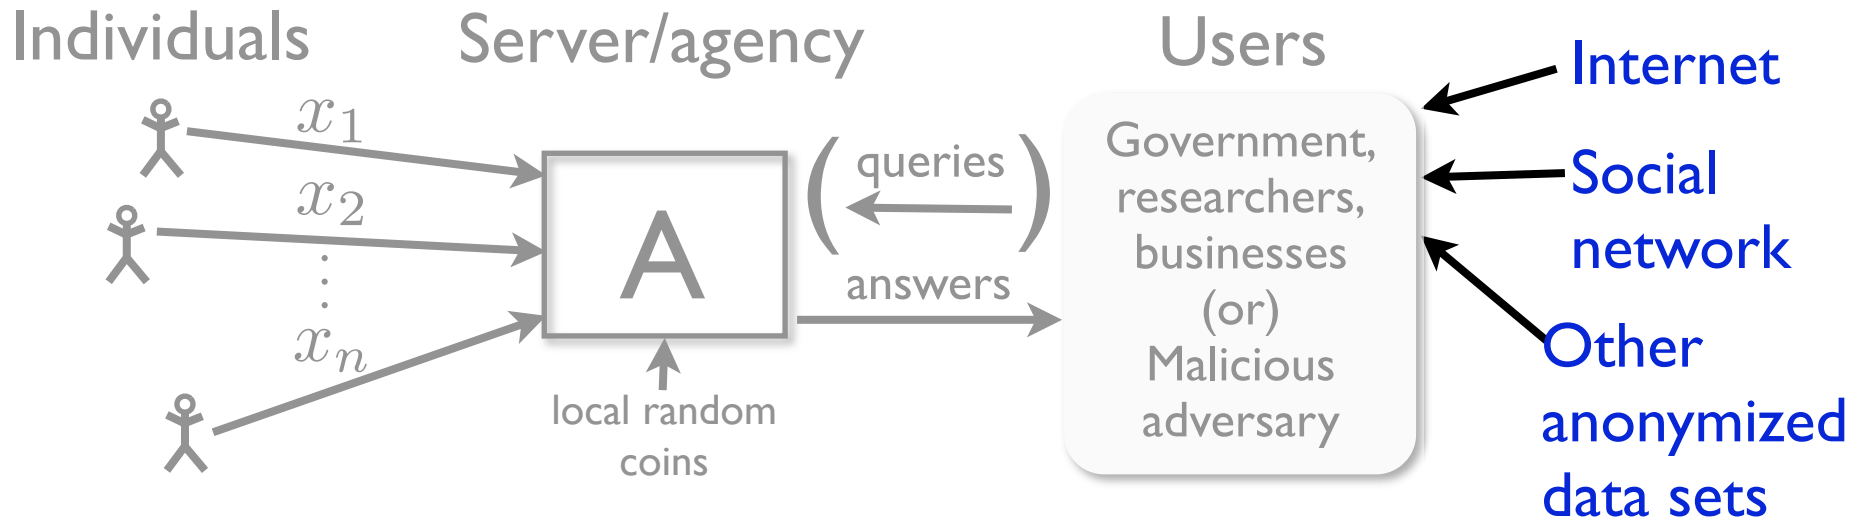 Individuals
Server/agency
Users
Internet
Social
network
Other
anonymized
data sets
x₁
x₂
⋮
xₙ
A
local random
coins
( queries )
answers
Government,
researchers,
businesses
(or)
Malicious
adversary